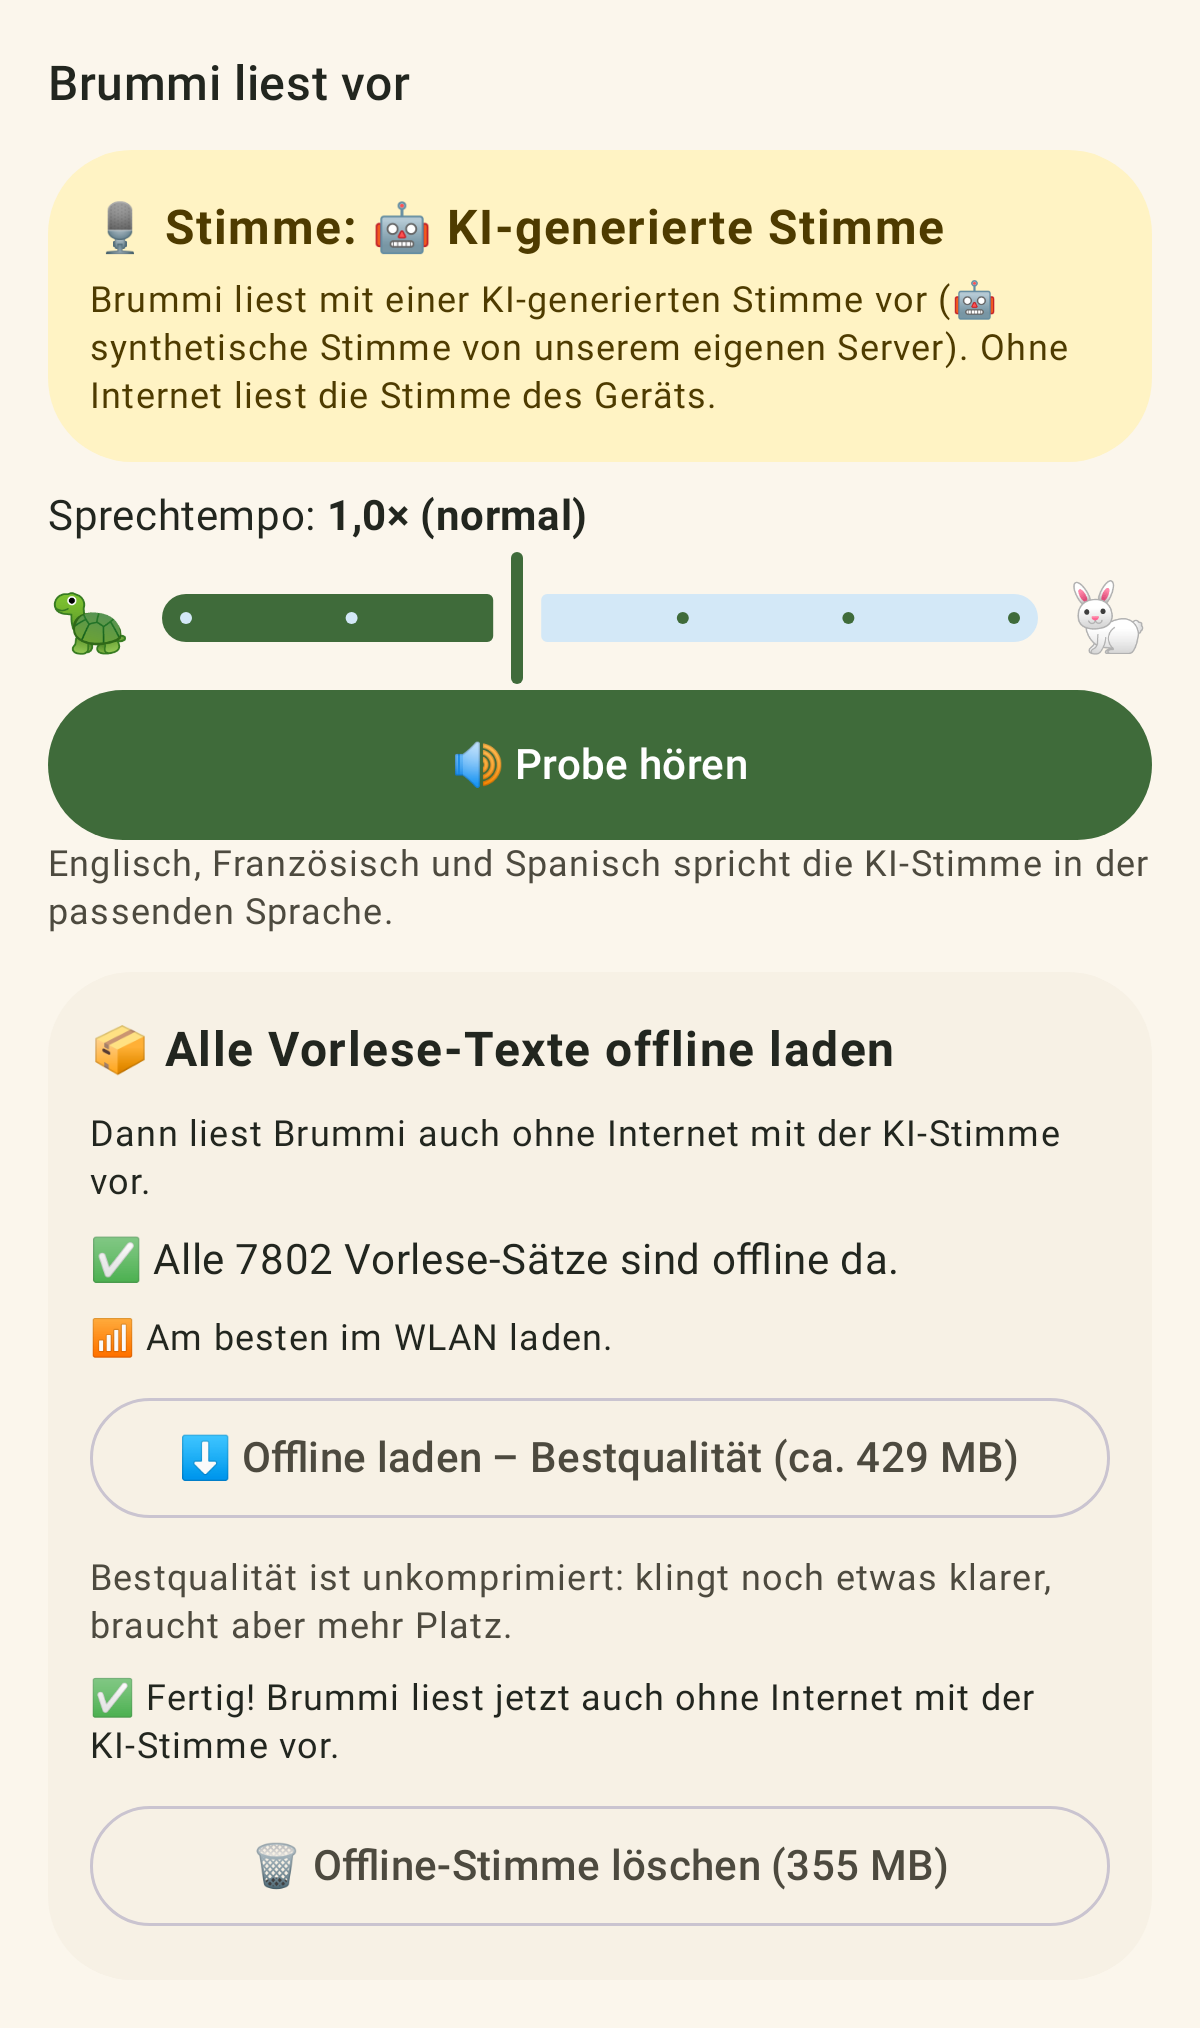 Brummi liest vor
🎙️ Stimme: 🤖 KI-generierte Stimme
Brummi liest mit einer KI-generierten Stimme vor (🤖
synthetische Stimme von unserem eigenen Server). Ohne
Internet liest die Stimme des Geräts.
Sprechtempo: 1,0× (normal)
🔊 Probe hören
Englisch, Französisch und Spanisch spricht die KI-Stimme in der
passenden Sprache.
📦 Alle Vorlese-Texte offline laden
Dann liest Brummi auch ohne Internet mit der KI-Stimme
vor.
✅ Alle 7802 Vorlese-Sätze sind offline da.
📶 Am besten im WLAN laden.
⬇️ Offline laden – Bestqualität (ca. 429 MB)
Bestqualität ist unkomprimiert: klingt noch etwas klarer,
braucht aber mehr Platz.
✅ Fertig! Brummi liest jetzt auch ohne Internet mit der
KI-Stimme vor.
🗑️ Offline-Stimme löschen (355 MB)